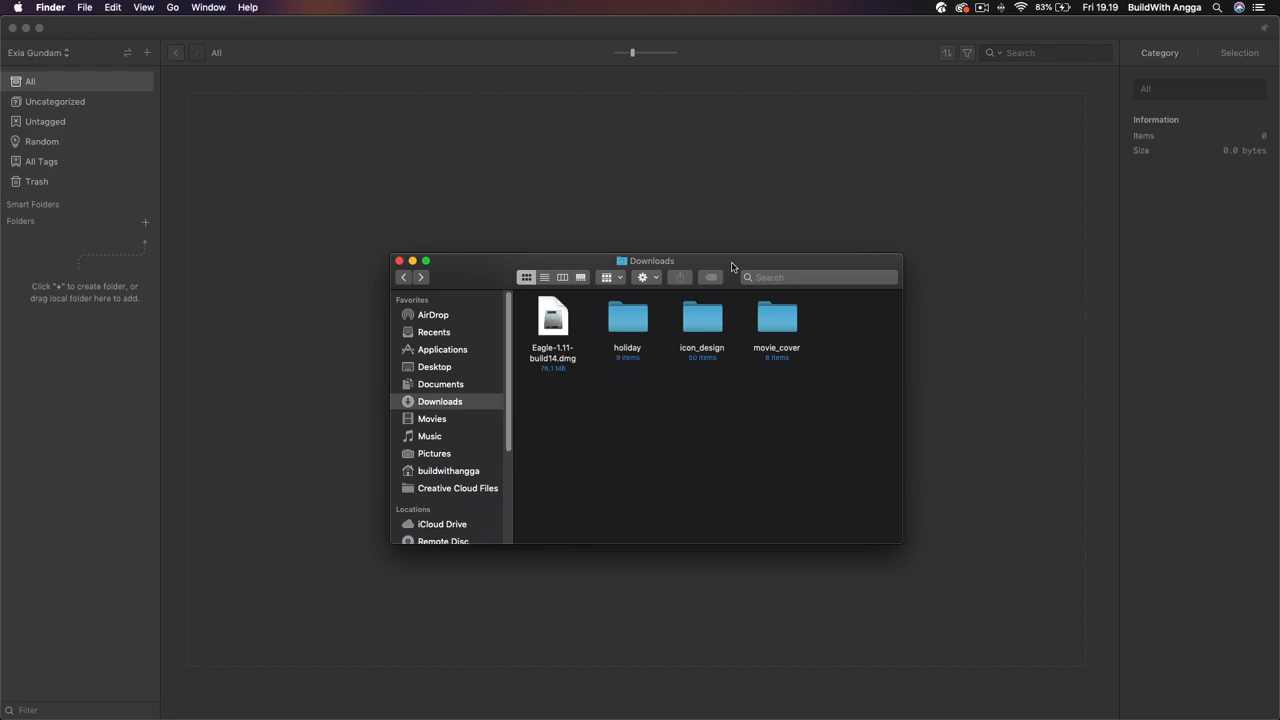 Finder File Edit View Go Window Help
83% Fri 19.19 BuildWith Angga
Exia Gundam
All
Search
Category Selection
All
Uncategorized
Untagged
Random
All Tags
Trash
Smart Folders
Folders
Click "+" to create folder, or
drag local folder here to add.
Filter
All
Information
Items 0
Size 0.0 bytes
Downloads
Search
Favorites
AirDrop
Recents
Applications
Desktop
Documents
Downloads
Movies
Music
Pictures
buildwithangga
Creative Cloud Files
Locations
iCloud Drive
Remote Disc
Eagle-1.11-
build14.dmg
76,1 MB
holiday
9 items
icon_design
50 items
movie_cover
6 items